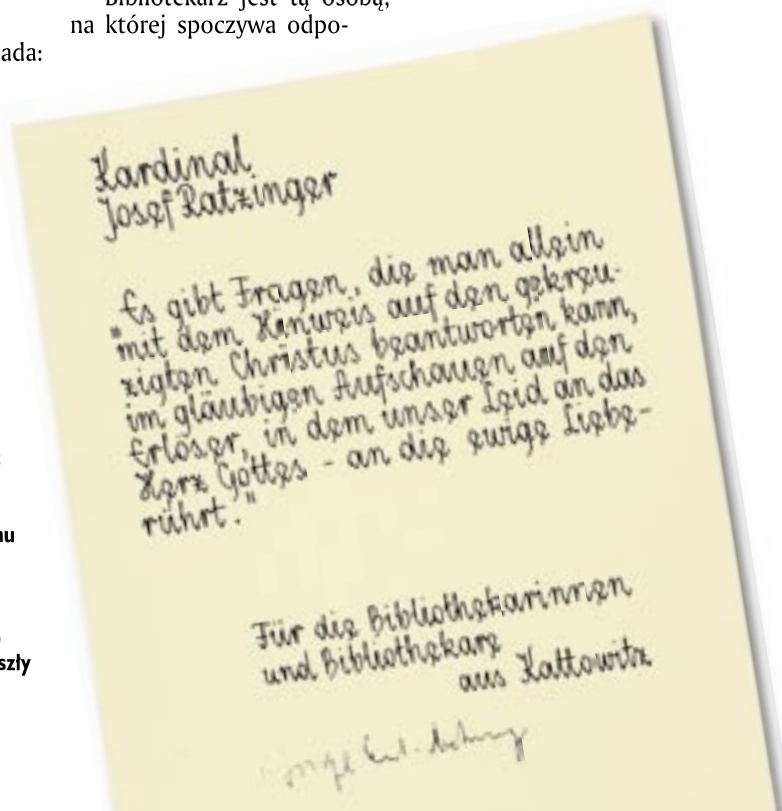 Bibliotekarz jest tą osobą,
na której spoczywa odpo-
ada:
Kardinal
Josef Ratzinger
"Es gibt Fragen, die man allein
mit dem Hinweis auf den gekreu-
zigten Christus beantworten kann,
im gläubigen Aufschauen auf den
Erlöser, in dem unser Leid an das
Herz Gottes - an die ewige Liebe -
rührt."
Für die Bibliothekarinnen
und Bibliothekare
aus Kattowitz
szły